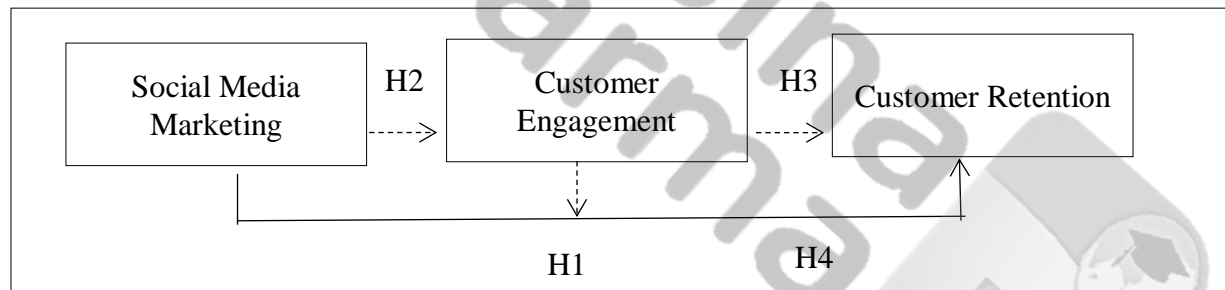 Social Media
Marketing
H2
Customer
Engagement
H3
Customer Retention
H1
H4